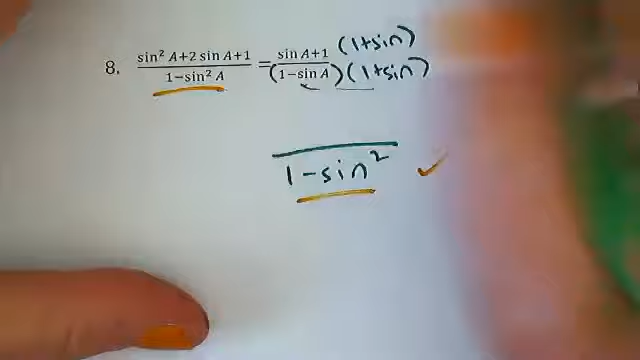 8. sin² A+2 sin A+1 / 1−sin² A = sin A+1 / (1−sin A) (1+sin) / (1+sin)
1−sin²